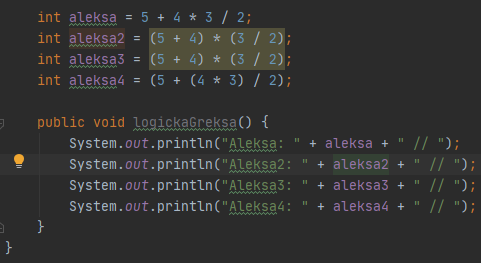 int aleksa = 5 + 4 * 3 / 2;
int aleksa2 = (5 + 4) * (3 / 2);
int aleksa3 = (5 + 4) * (3 / 2);
int aleksa4 = (5 + (4 * 3) / 2);
public void logickaGreksa() {
System.out.println("Aleksa: " + aleksa + " // ");
System.out.println("Aleksa2: " + aleksa2 + " // ");
System.out.println("Aleksa3: " + aleksa3 + " // ");
System.out.println("Aleksa4: " + aleksa4 + " // ");
}
}